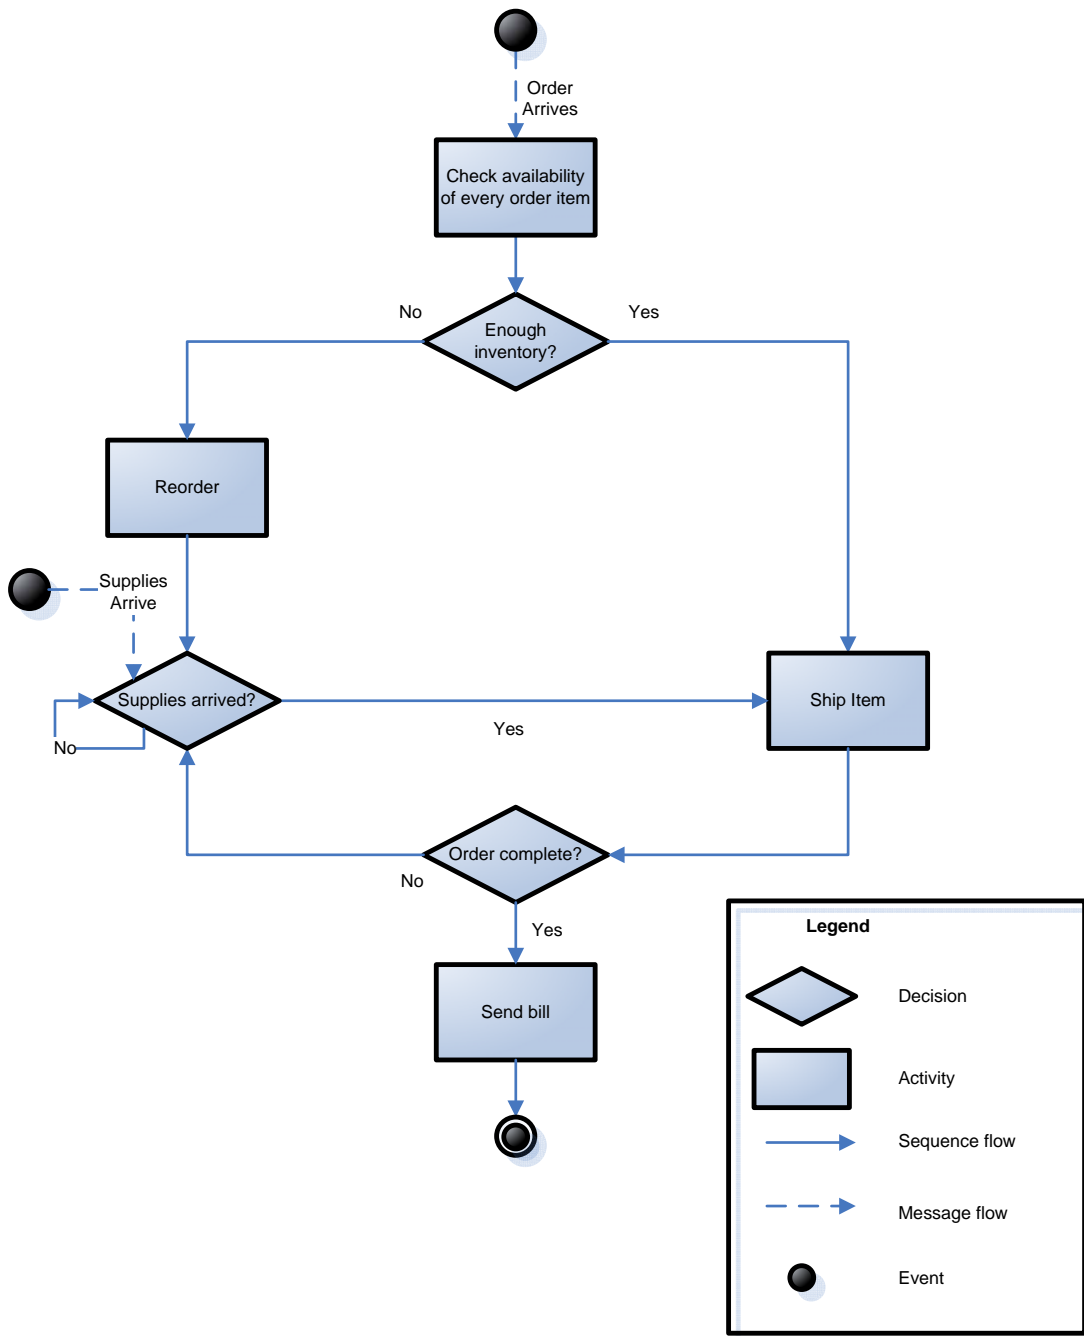 Order
Arrives
Check availability
of every order item
No
Yes
Enough
inventory?
Reorder
Supplies
Arrive
Supplies arrived?
Ship Item
Yes
No
Order complete?
No
Yes
Send bill
Legend
Decision
Activity
Sequence flow
Message flow
Event